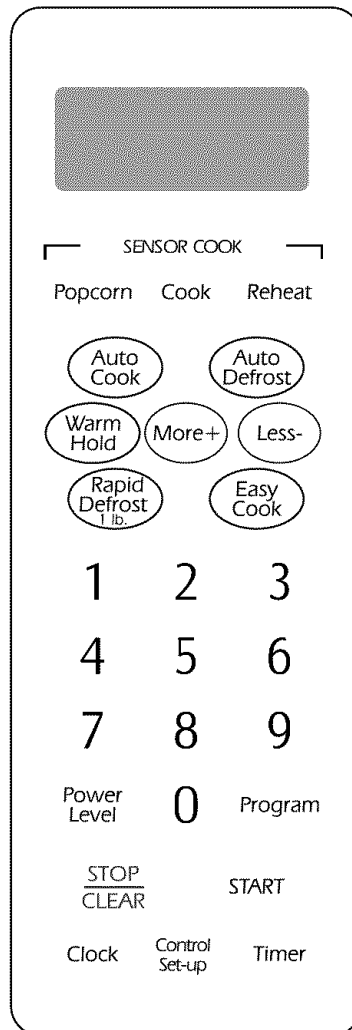 SENSOR COOK
Popcorn Cook Reheat
Auto
Cook
Auto
Defrost
Warm
Hold
More+
Less-
Rapid
Defrost
1 lb.
Easy
Cook
1 2 3
4 5 6
7 8 9
Power
Level
0
Program
STOP
CLEAR
START
Clock
Control
Set-up
Timer